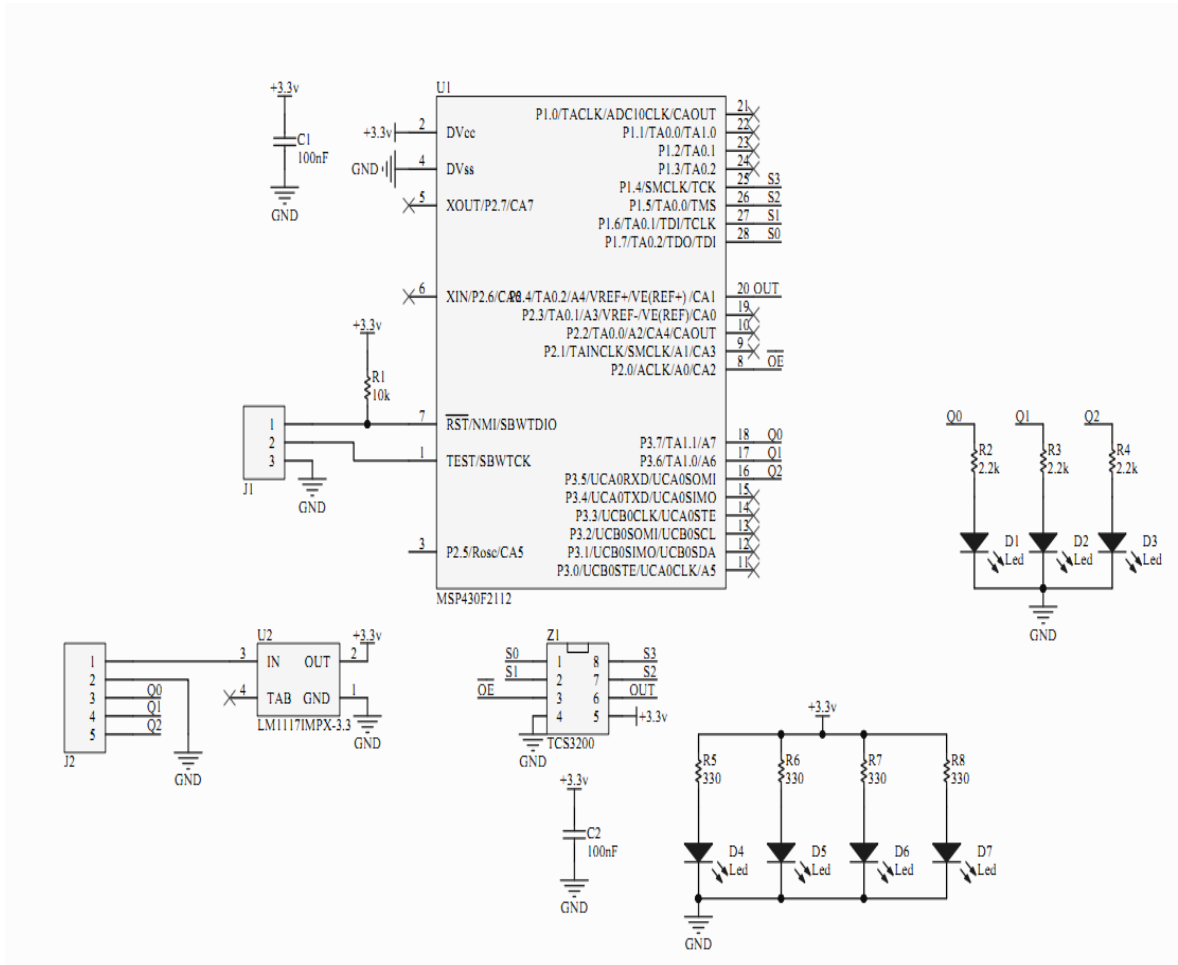 +3.3v
C1
100nF
GND
U1
+3.3v
2
DVcc
GND
4
DVss
5
XOUT/P2.7/CA7
6
XIN/P2.6/CA6
+3.3v
R1
10k
1
2
3
J1
GND
7
RST/NMI/SBWTDIO
1
TEST/SBWTCK
3
P2.5/Rosc/CA5
P1.0/TACLK/ADC10CLK/CAOUT 21
P1.1/TA0.0/TA1.0 22
P1.2/TA0.1 23
P1.3/TA0.2 24
P1.4/SMCLK/TCK 25 S3
P1.5/TA0.0/TMS 26 S2
P1.6/TA0.1/TDI/TCLK 27 S1
P1.7/TA0.2/TDO/TDI 28 S0
P2.4/TA0.2/A4/VREF+/VE(REF+) /CA1 20 OUT
P2.3/TA0.1/A3/VREF-/VE(REF)/CA0 19
P2.2/TA0.0/A2/CA4/CAOUT 10
P2.1/TAINCLK/SMCLK/A1/CA3 9
P2.0/ACLK/A0/CA2 8 OE
P3.7/TA1.1/A7 18 Q0
P3.6/TA1.0/A6 17 Q1
P3.5/UCA0RXD/UCA0SOMI 16 Q2
P3.4/UCA0TXD/UCA0SIMO 15
P3.3/UCB0CLK/UCA0STE 14
P3.2/UCB0SOMI/UCB0SCL 13
P3.1/UCB0SIMO/UCB0SDA 12
P3.0/UCB0STE/UCA0CLK/A5 11
MSP430F2112
Q0 Q1 Q2
R2
2.2k
R3
2.2k
R4
2.2k
D1
Led
D2
Led
D3
Led
GND
1
2
3 Q0
4 Q1
5 Q2
J2
GND
U2
3 IN OUT 2
+3.3v
4 TAB GND 1
LM1117IMPX-3.3
GND
Z1
S0 1 8 S3
S1 2 7 S2
OE 3 6 OUT
4 5 +3.3v
GND
TCS3200
+3.3v
C2
100nF
GND
+3.3v
R5
330
R6
330
R7
330
R8
330
D4
Led
D5
Led
D6
Led
D7
Led
GND